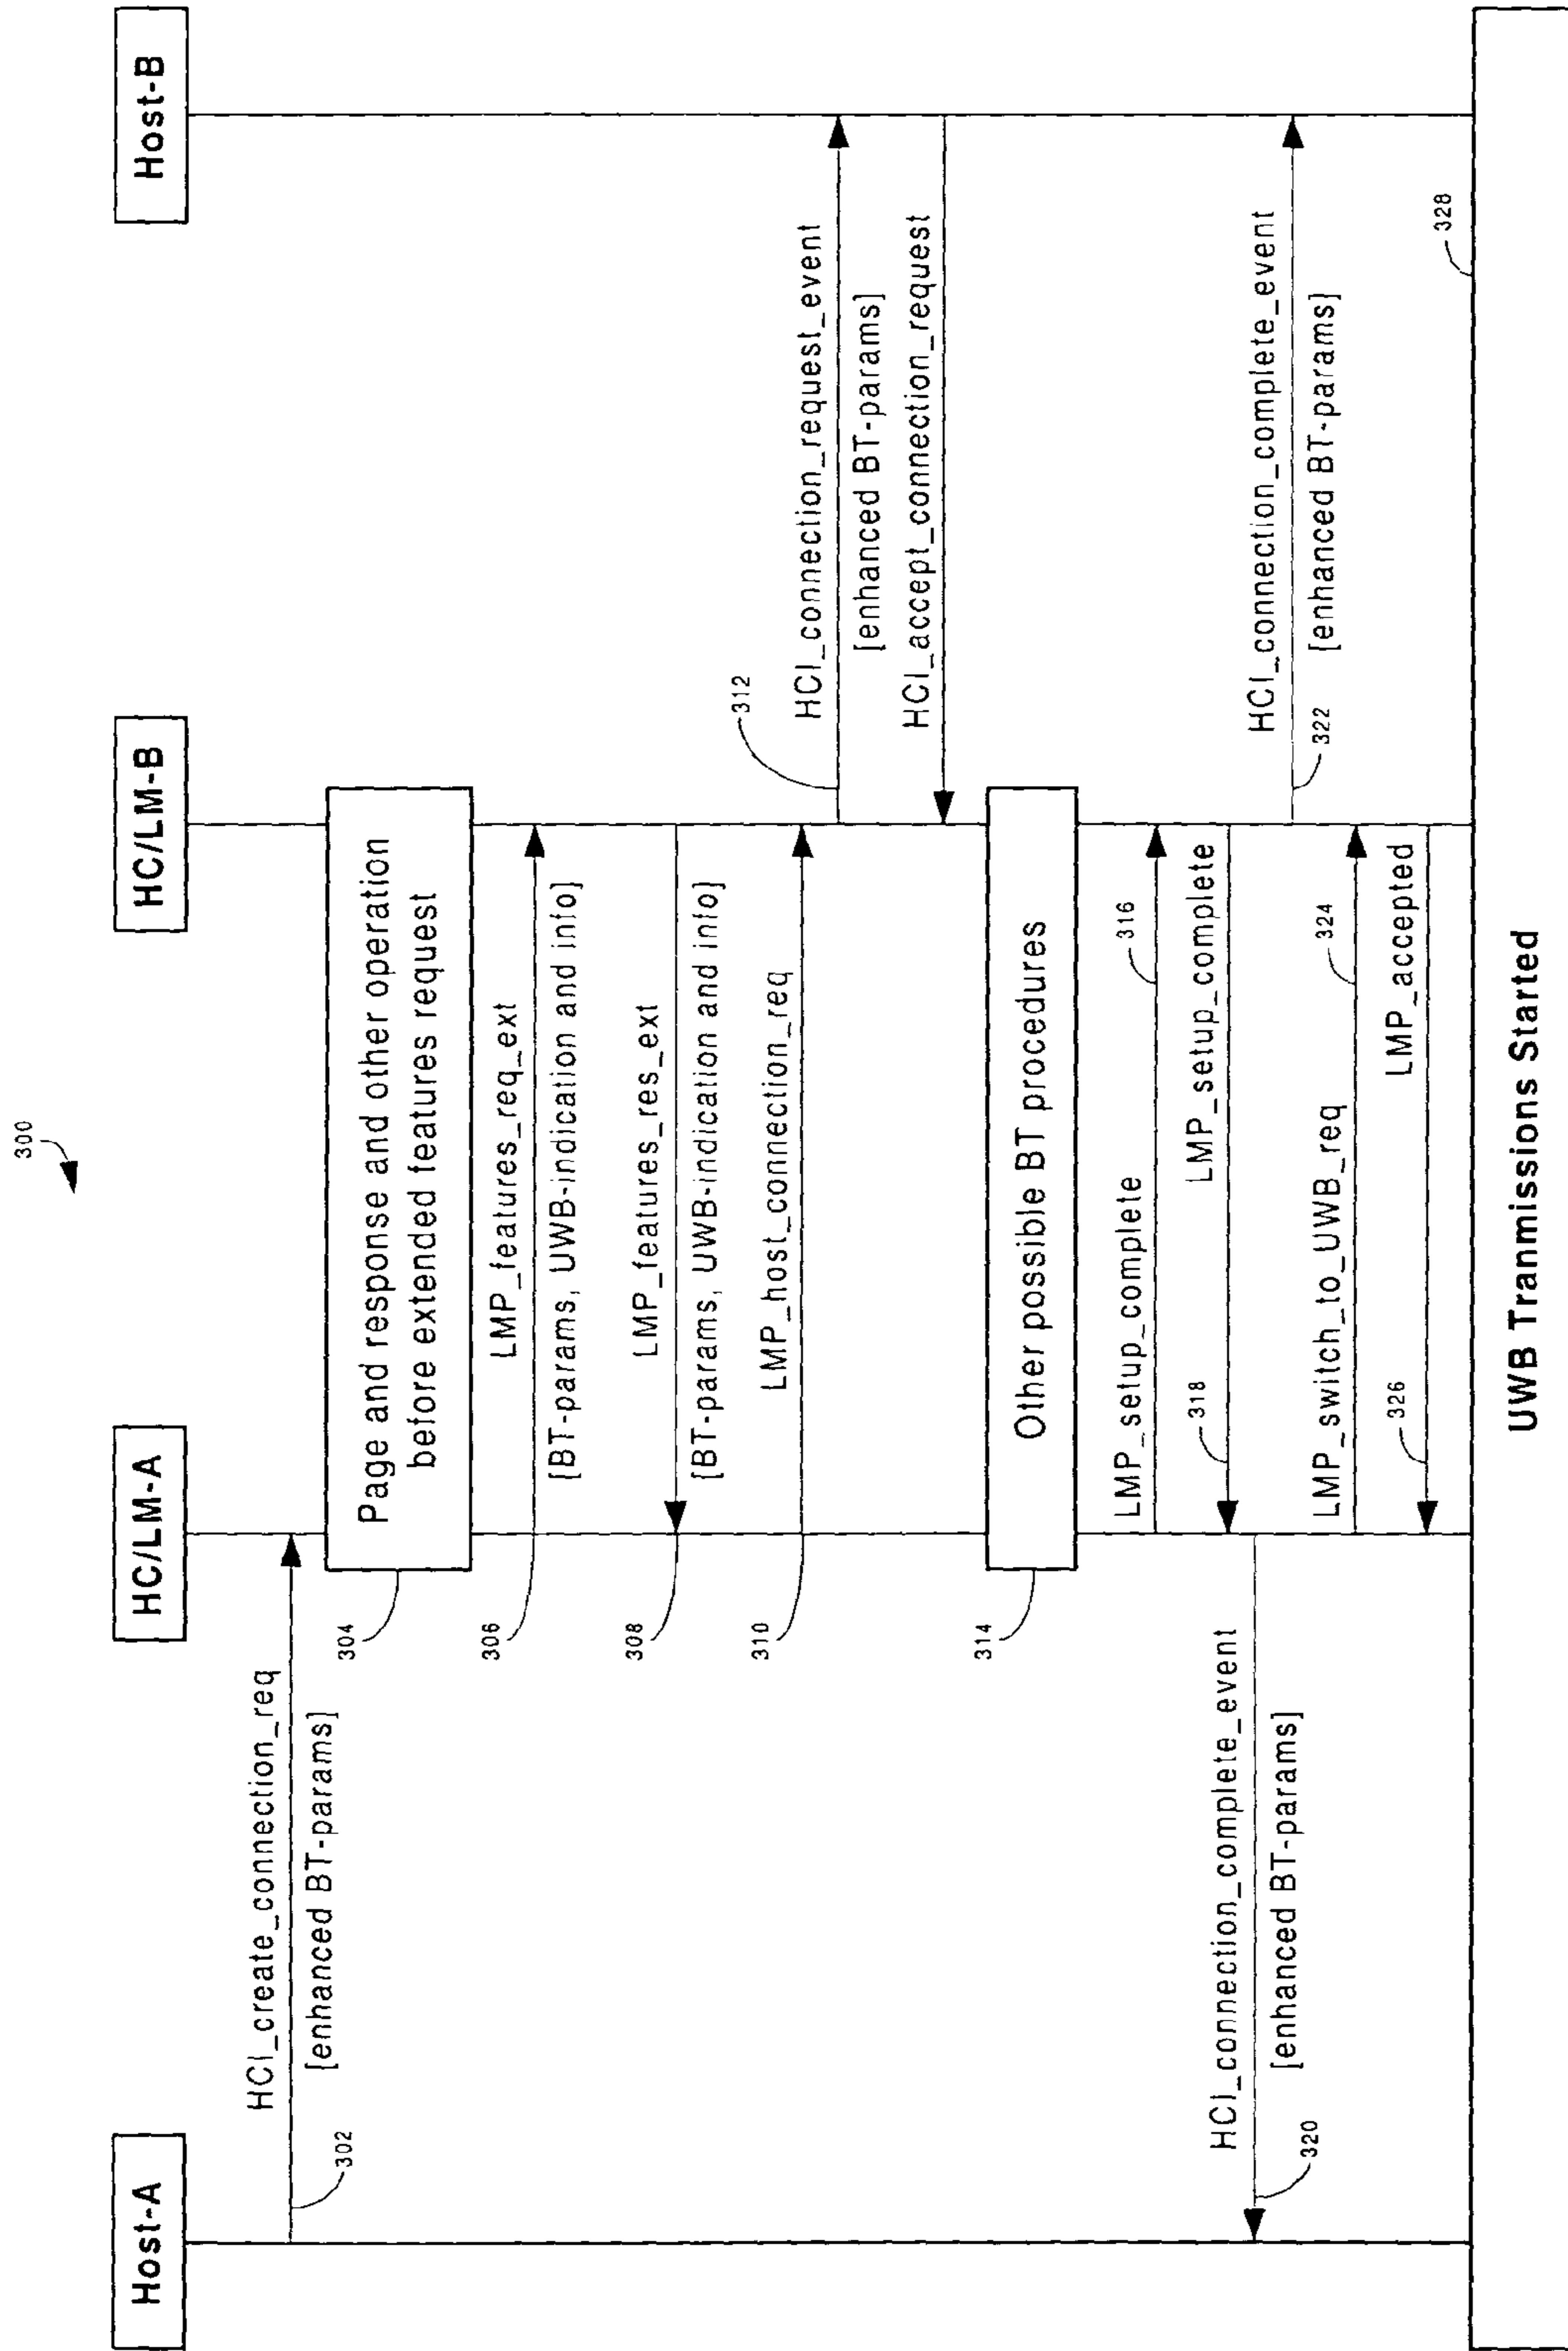 300
Host-A
HC/LM-A
HC/LM-B
Host-B
HCI_create_connection_req
[enhanced BT-params]
302
Page and response and other operation
before extended features request
304
LMP_features_req_ext
[BT-params, UWB-indication and info]
306
LMP_features_res_ext
[BT-params, UWB-indication and info]
308
LMP_host_connection_req
310
312
HCI_connection_request_event
[enhanced BT-params]
HCI_accept_connection_request
Other possible BT procedures
314
LMP_setup_complete
316
LMP_setup_complete
318
HCI_connection_complete_event
[enhanced BT-params]
320
HCI_connection_complete_event
[enhanced BT-params]
322
LMP_switch_to_UWB_req
324
LMP_accepted
326
328
UWB Tranmissions Started